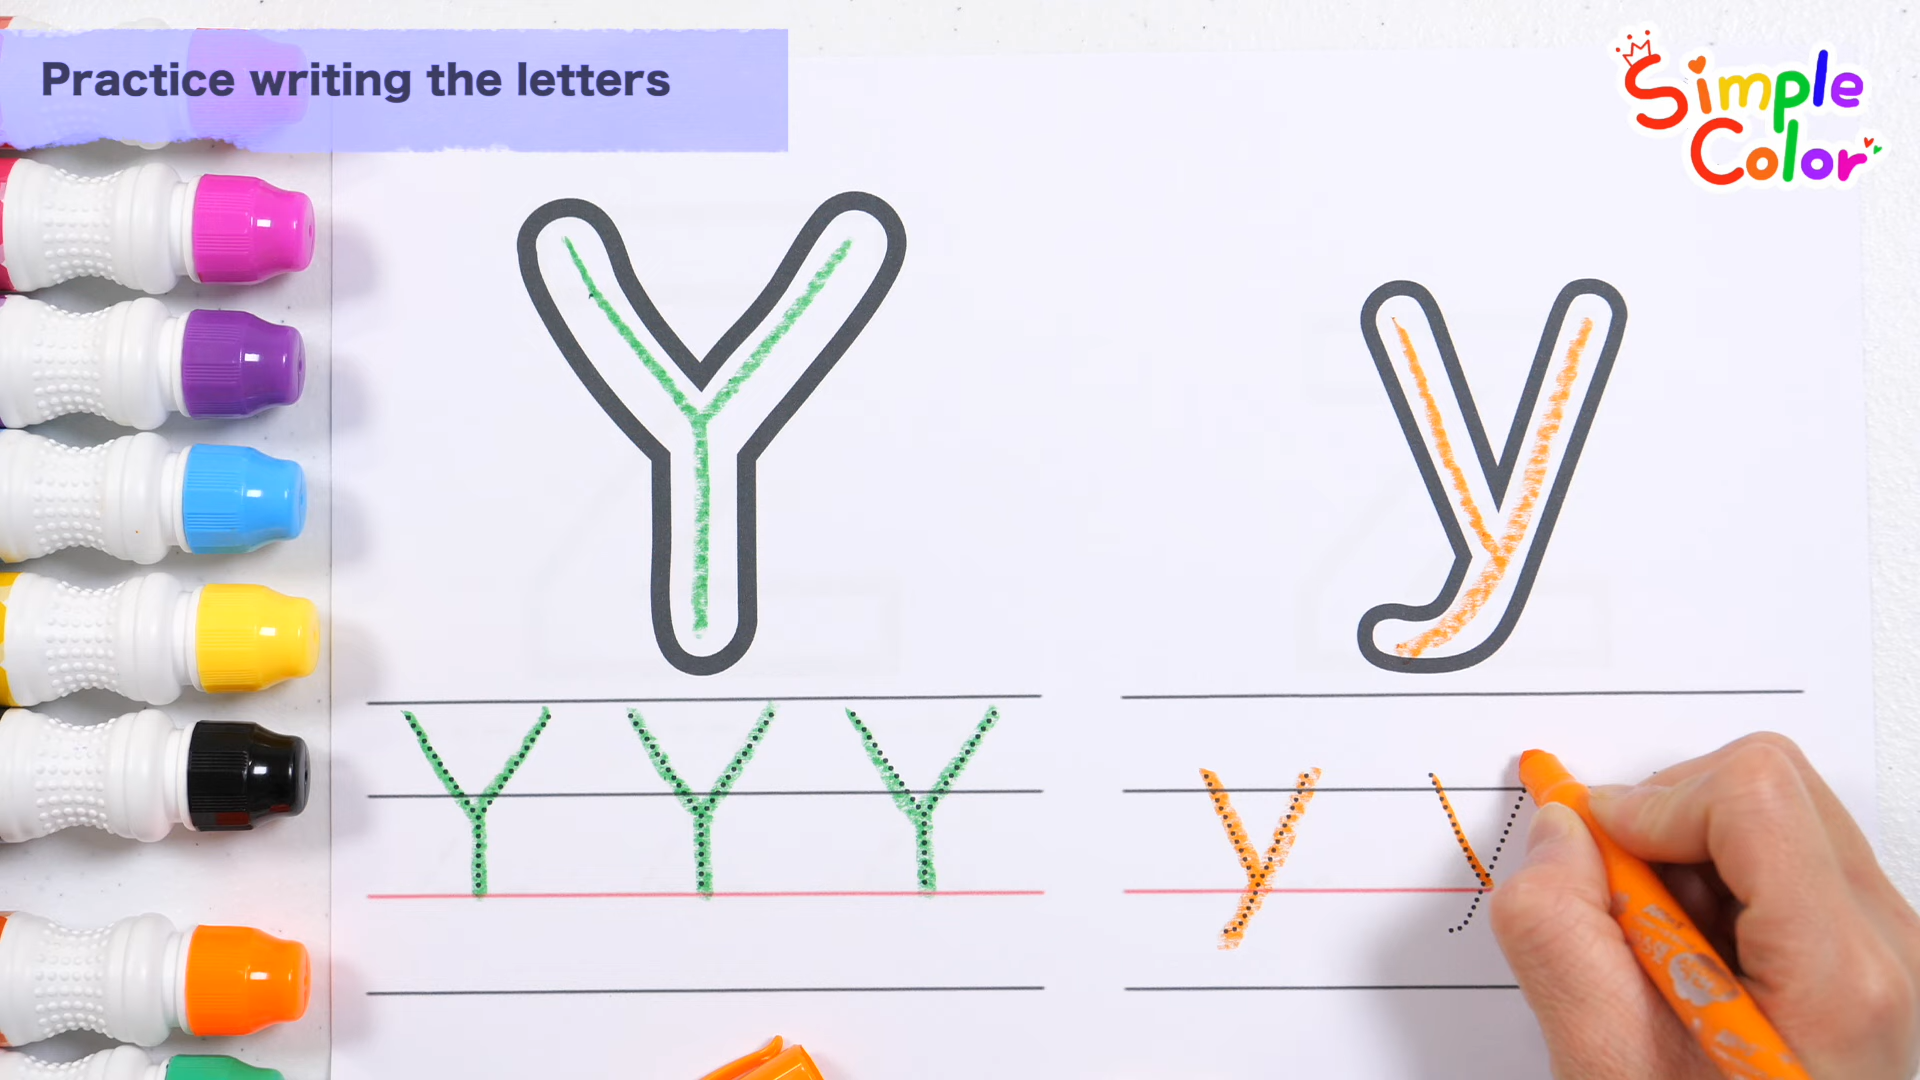 Practice writing the letters
Simple
Color
Y y
Y Y Y y y